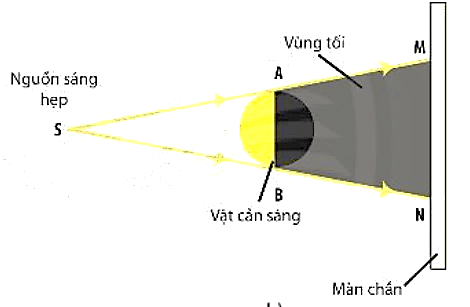 Vùng tối
M
Nguồn sáng
hẹp
A
S
B
Vật cản sáng
N
Màn chắn